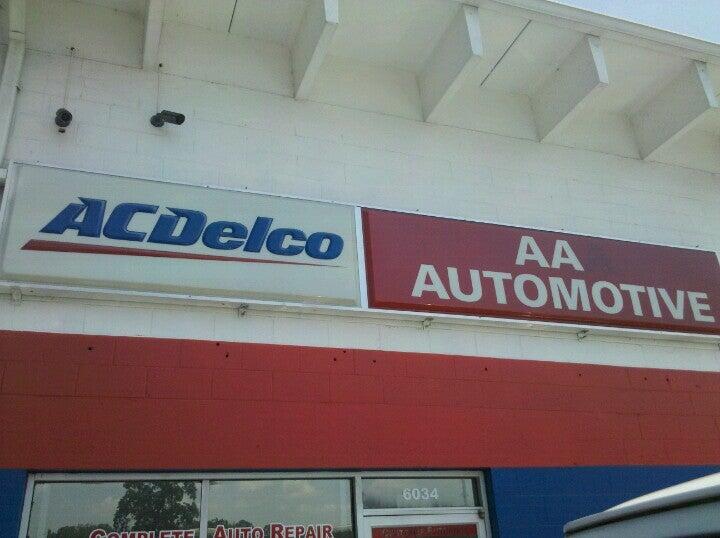 ACDelco
AA
AUTOMOTIVE
6034
COMPLETE AUTO REPAIR